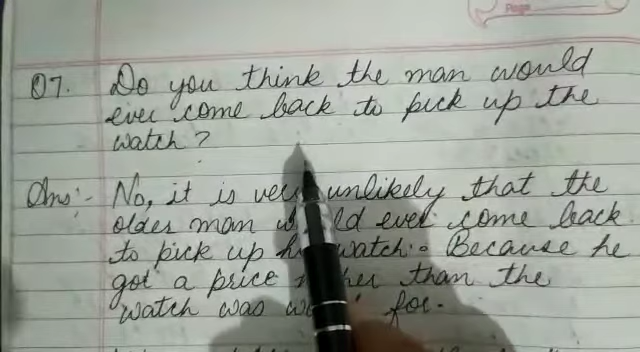 Page
Q7. Do you think the man would
ever come back to pick up the
watch?
Ans:- No, it is very unlikely that the
older man would ever come back
to pick up watch. Because he
got a price than the
watch was for.